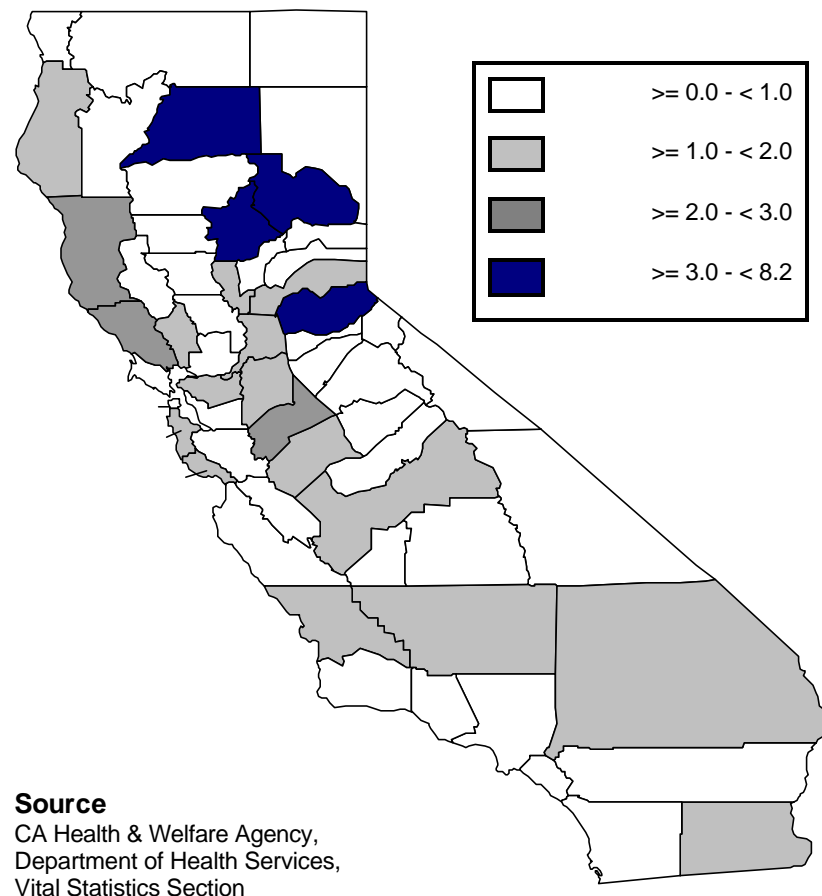 >= 0.0 - < 1.0
>= 1.0 - < 2.0
>= 2.0 - < 3.0
>= 3.0 - < 8.2
Source
CA Health & Welfare Agency,
Department of Health Services,
Vital Statistics Section